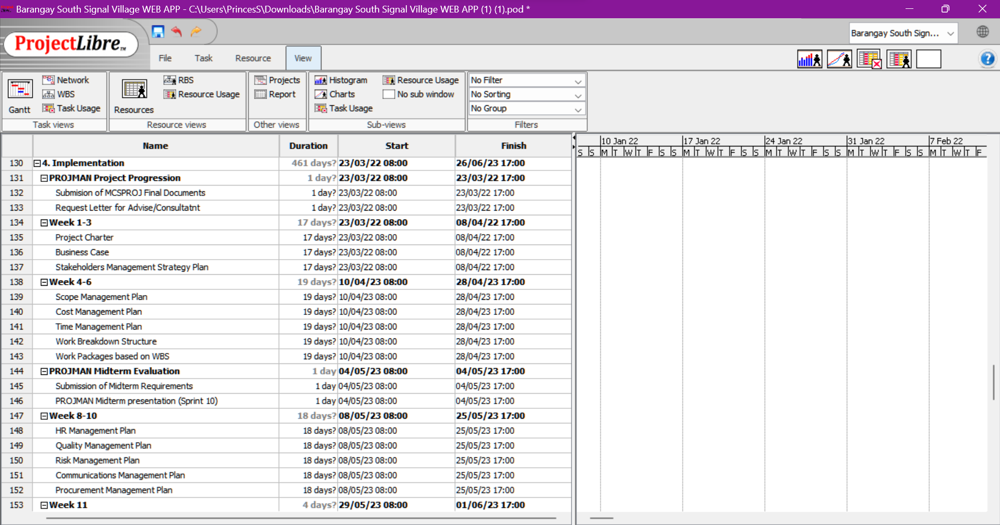 Barangay South Signal Village WEB APP - C:\Users\PrincesS\Downloads\Barangay South Signal Village WEB APP (1) (1).pod *
ProjectLibre™
Barangay South Sign...
File Task Resource View
Gantt
Network
WBS
Task Usage
Task views
Resources
RBS
Resource Usage
Resource views
Projects
Report
Other views
Histogram
Charts
Task Usage
Resource Usage
No sub window
Sub-views
No Filter
No Sorting
No Group
Filters
Name Duration Start Finish
130 4. Implementation 461 days? 23/03/22 08:00 26/06/23 17:00
131 PROJMAN Project Progression 1 day? 23/03/22 08:00 23/03/22 17:00
132 Submision of MCSPROJ Final Documents 1 day? 23/03/22 08:00 23/03/22 17:00
133 Request Letter for Advise/Consultatnt 1 day? 23/03/22 08:00 23/03/22 17:00
134 Week 1-3 17 days? 23/03/22 08:00 08/04/22 17:00
135 Project Charter 17 days? 23/03/22 08:00 08/04/22 17:00
136 Business Case 17 days? 23/03/22 08:00 08/04/22 17:00
137 Stakeholders Management Strategy Plan 17 days? 23/03/22 08:00 08/04/22 17:00
138 Week 4-6 19 days? 10/04/23 08:00 28/04/23 17:00
139 Scope Management Plan 19 days? 10/04/23 08:00 28/04/23 17:00
140 Cost Management Plan 19 days? 10/04/23 08:00 28/04/23 17:00
141 Time Management Plan 19 days? 10/04/23 08:00 28/04/23 17:00
142 Work Breakdown Structure 19 days? 10/04/23 08:00 28/04/23 17:00
143 Work Packages based on WBS 19 days? 10/04/23 08:00 28/04/23 17:00
144 PROJMAN Midterm Evaluation 1 day 04/05/23 08:00 04/05/23 17:00
145 Submission of Midterm Requirements 1 day 04/05/23 08:00 04/05/23 17:00
146 PROJMAN Midterm presentation (Sprint 10) 1 day 04/05/23 08:00 04/05/23 17:00
147 Week 8-10 18 days? 08/05/23 08:00 25/05/23 17:00
148 HR Management Plan 18 days? 08/05/23 08:00 25/05/23 17:00
149 Quality Management Plan 18 days? 08/05/23 08:00 25/05/23 17:00
150 Risk Management Plan 18 days? 08/05/23 08:00 25/05/23 17:00
151 Communications Management Plan 18 days? 08/05/23 08:00 25/05/23 17:00
152 Procurement Management Plan 18 days? 08/05/23 08:00 25/05/23 17:00
153 Week 11 4 days? 29/05/23 08:00 01/06/23 17:00
10 Jan 22 17 Jan 22 24 Jan 22 31 Jan 22 7 Feb 22
S S M T W T F S S M T W T F S S M T W T F S S M T W T F S S M T W T F